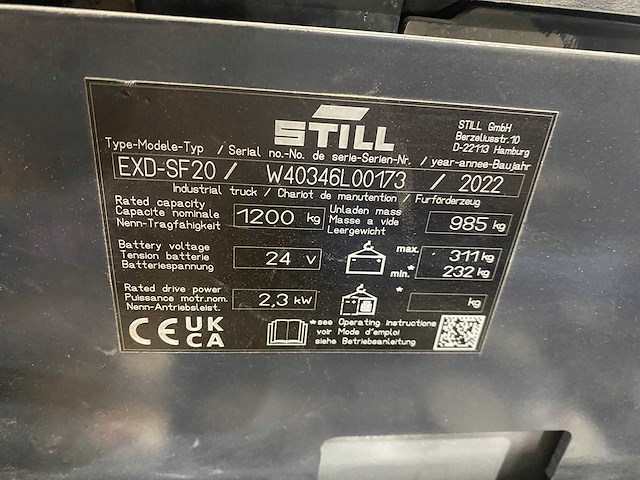 STILL
STILL GmbH
Berzeliusstr.10
D-22113 Hamburg
Type-Modele-Typ / Serial no.-No. de serie-Serien-Nr. / year-annee-Baujahr
EXD-SF20 / W40346L00173 / 2022
Industrial truck / Chariot de manutention / Furförderzeug
Rated capacity
Capacite nominale
Nenn-Tragfähigkeit
1200 kg
Unladen mass
Masse a vide
Leergewicht
985 kg
Battery voltage
Tension batterie
Batteriespannung
24 V
max. 311 kg
min.* 232 kg
Rated drive power
Puissance motr.nom.
Nenn-Antriebsleist.
2,3 kW
* kg
CE UK
CA
*see Operating instructions
voir Mode d'emploi
siehe Betriebsanleitung